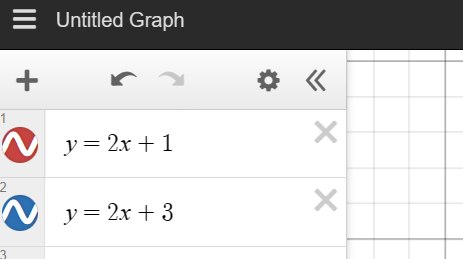 Untitled Graph
1
y = 2x + 1
2
y = 2x + 3
3